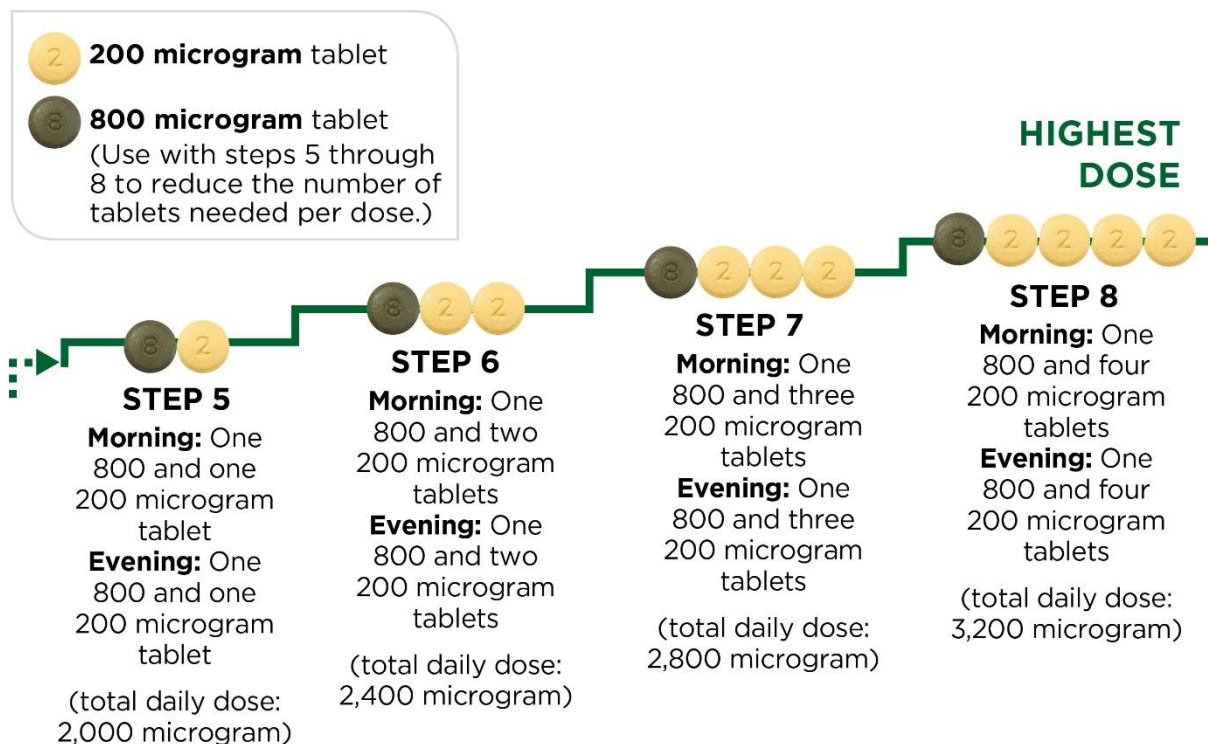 2 200 microgram tablet
8 800 microgram tablet
(Use with steps 5 through
8 to reduce the number of
tablets needed per dose.)
HIGHEST
DOSE
8 2
STEP 5
Morning: One
800 and one
200 microgram
tablet
Evening: One
800 and one
200 microgram
tablet
(total daily dose:
2,000 microgram)
8 2 2
STEP 6
Morning: One
800 and two
200 microgram
tablets
Evening: One
800 and two
200 microgram
tablets
(total daily dose:
2,400 microgram)
8 2 2 2
STEP 7
Morning: One
800 and three
200 microgram
tablets
Evening: One
800 and three
200 microgram
tablets
(total daily dose:
2,800 microgram)
8 2 2 2 2
STEP 8
Morning: One
800 and four
200 microgram
tablets
Evening: One
800 and four
200 microgram
tablets
(total daily dose:
3,200 microgram)